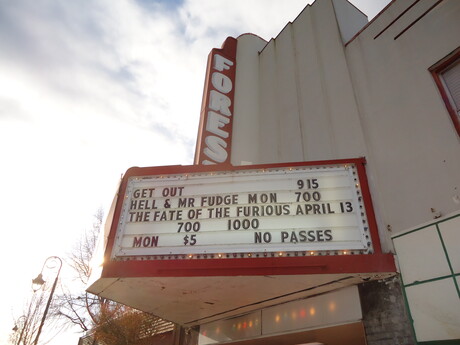 FOREST
GET OUT 915
HELL & MR FUDGE MON 700
THE FATE OF THE FURIOUS APRIL 13
700 1000
MON $5 NO PASSES